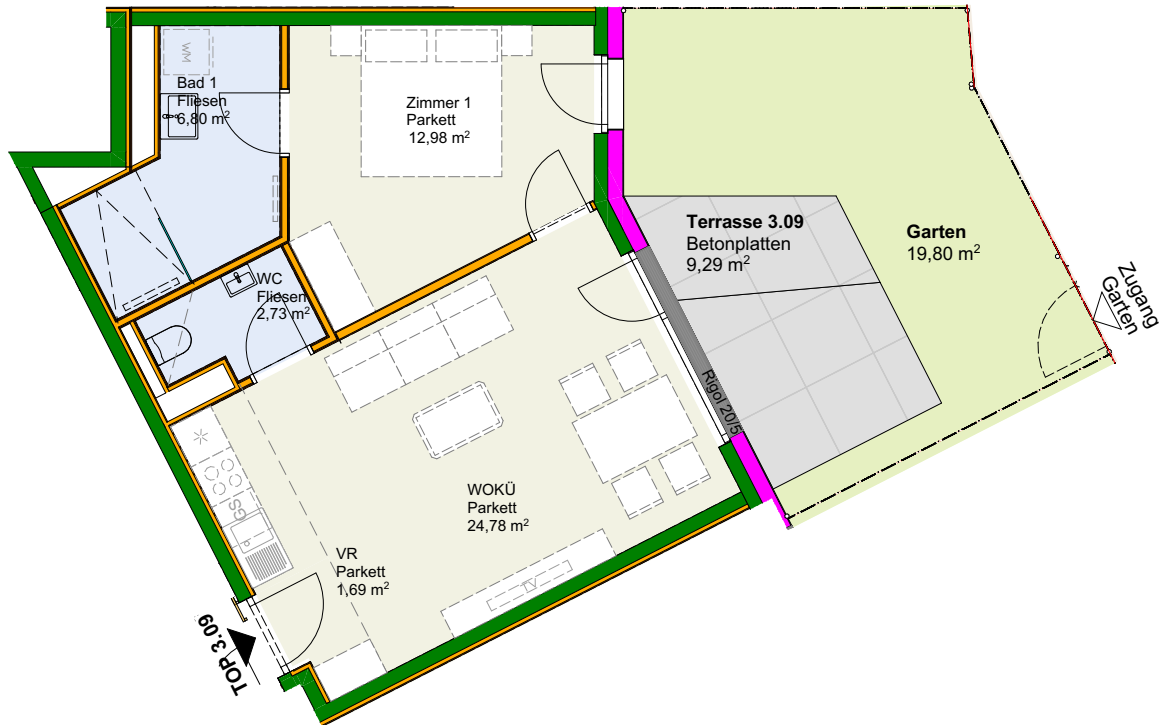 WM
Bad 1
Fliesen
6,80 m²
Zimmer 1
Parkett
12,98 m²
Terrasse 3.09
Betonplatten
9,29 m²
Garten
19,80 m²
Zugang
Garten
WC
Fliesen
2,73 m²
Rigol 20/5
GS
WOKÜ
Parkett
24,78 m²
VR
Parkett
1,69 m²
TOP 3.09